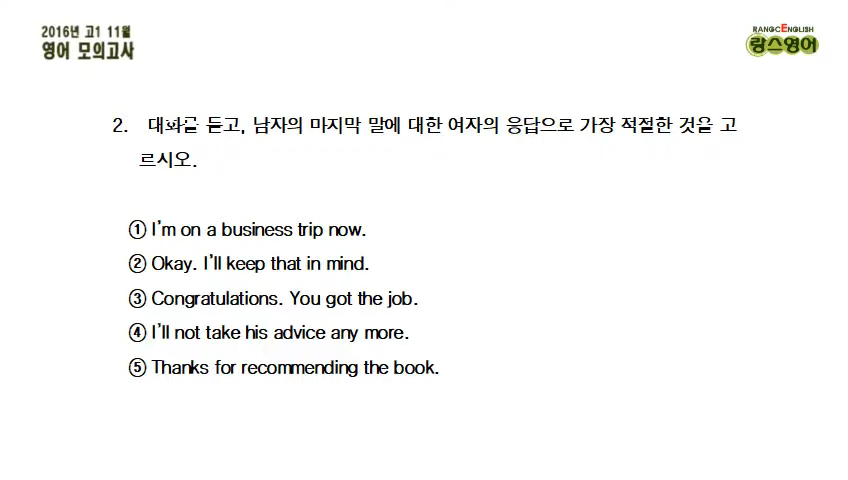 2016년 고1 11월
영어 모의고사
RANGCENGLISH
랑스영어
2. 대화를 듣고, 남자의 마지막 말에 대한 여자의 응답으로 가장 적절한 것을 고
르시오.
① I'm on a business trip now.
② Okay. I'll keep that in mind.
③ Congratulations. You got the job.
④ I'll not take his advice any more.
⑤ Thanks for recommending the book.